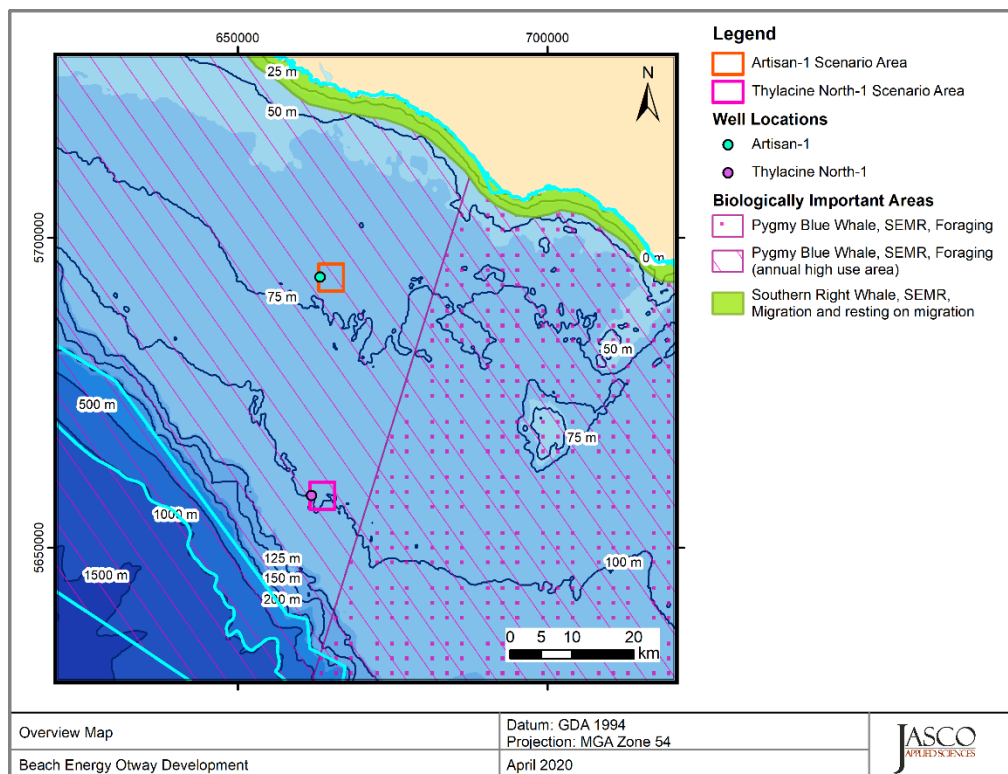 650000
700000
25 m
50 m
N
5700000
0 m
75 m
50 m
500 m
75 m
1000 m
5650000
125 m
100 m
1500 m
150 m
200 m
0 5 10 20
km
Legend
Artisan-1 Scenario Area
Thylacine North-1 Scenario Area
Well Locations
Artisan-1
Thylacine North-1
Biologically Important Areas
Pygmy Blue Whale, SEMR, Foraging
Pygmy Blue Whale, SEMR, Foraging
(annual high use area)
Southern Right Whale, SEMR,
Migration and resting on migration
Overview Map
Datum: GDA 1994
Projection: MGA Zone 54
Beach Energy Otway Development
April 2020
JASCO
APPLIED SCIENCES